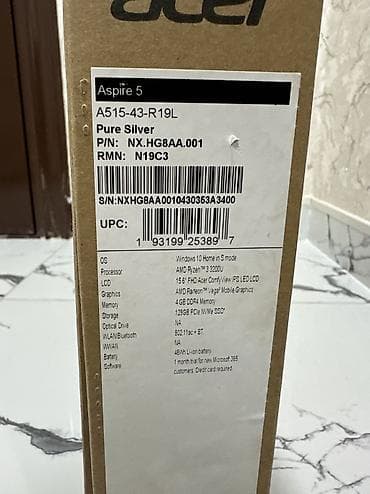 acer
Aspire 5
A515-43-R19L
Pure Silver
P/N: NX.HG8AA.001
RMN: N19C3
S/N:NXHG8AA0010430353A3400
UPC:
1 93199 25389 7
OS Windows 10 Home in S mode
Processor AMD Ryzen™ 3 3200U
LCD 15.6" FHD Acer ComfyView IPS LED LCD
Graphics AMD Radeon™ Vega³ Mobile Graphics
Memory 4 GB DDR4 Memory
Storage 128GB PCIe NVMe SSD*
Optical Drive NA
WLAN/Bluetooth 802.11ac + BT
WWAN NA
Battery 48Wh Li-ion battery
Software 1 month trial for new Microsoft 365
customers. Credit card required.